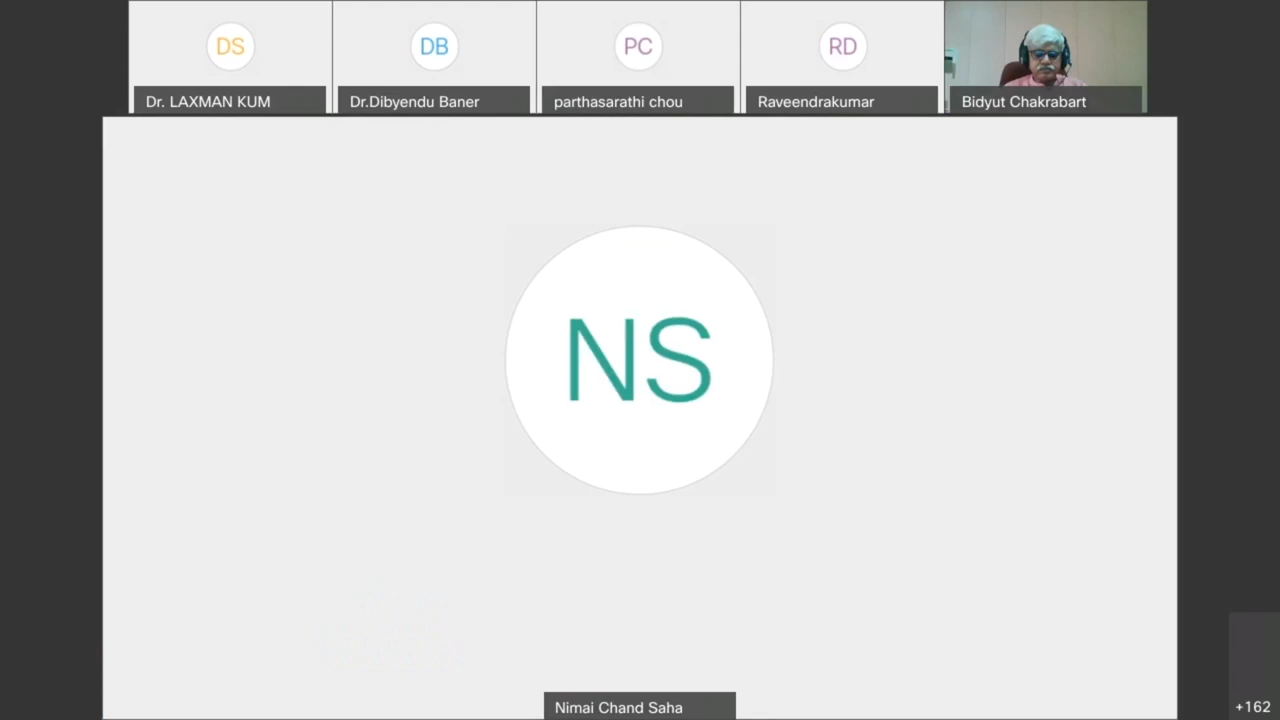 DS
DB
PC
RD
Dr. LAXMAN KUM
Dr.Dibyendu Baner
parthasarathi chou
Raveendrakumar
Bidyut Chakrabart
NS
Nimai Chand Saha
+162